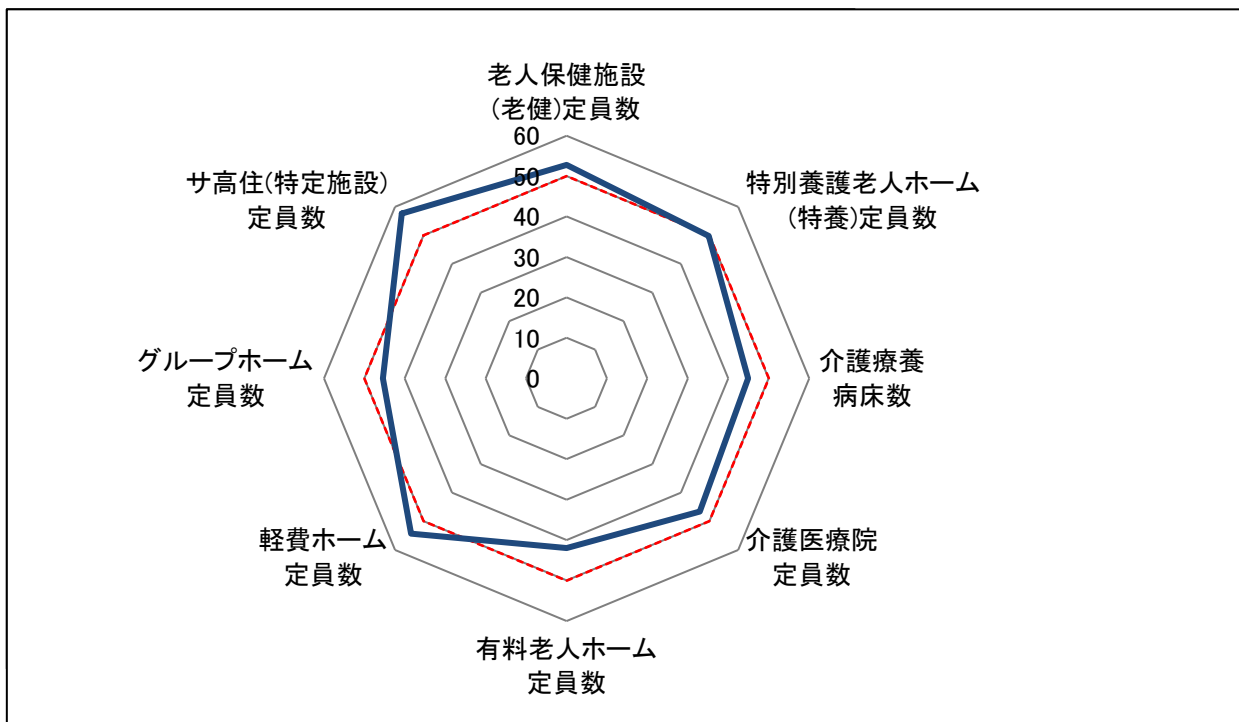 老人保健施設
(老健)定員数
特別養護老人ホーム
(特養)定員数
介護療養
病床数
介護医療院
定員数
有料老人ホーム
定員数
軽費ホーム
定員数
グループホーム
定員数
サ高住(特定施設)
定員数
60
50
40
30
20
10
0